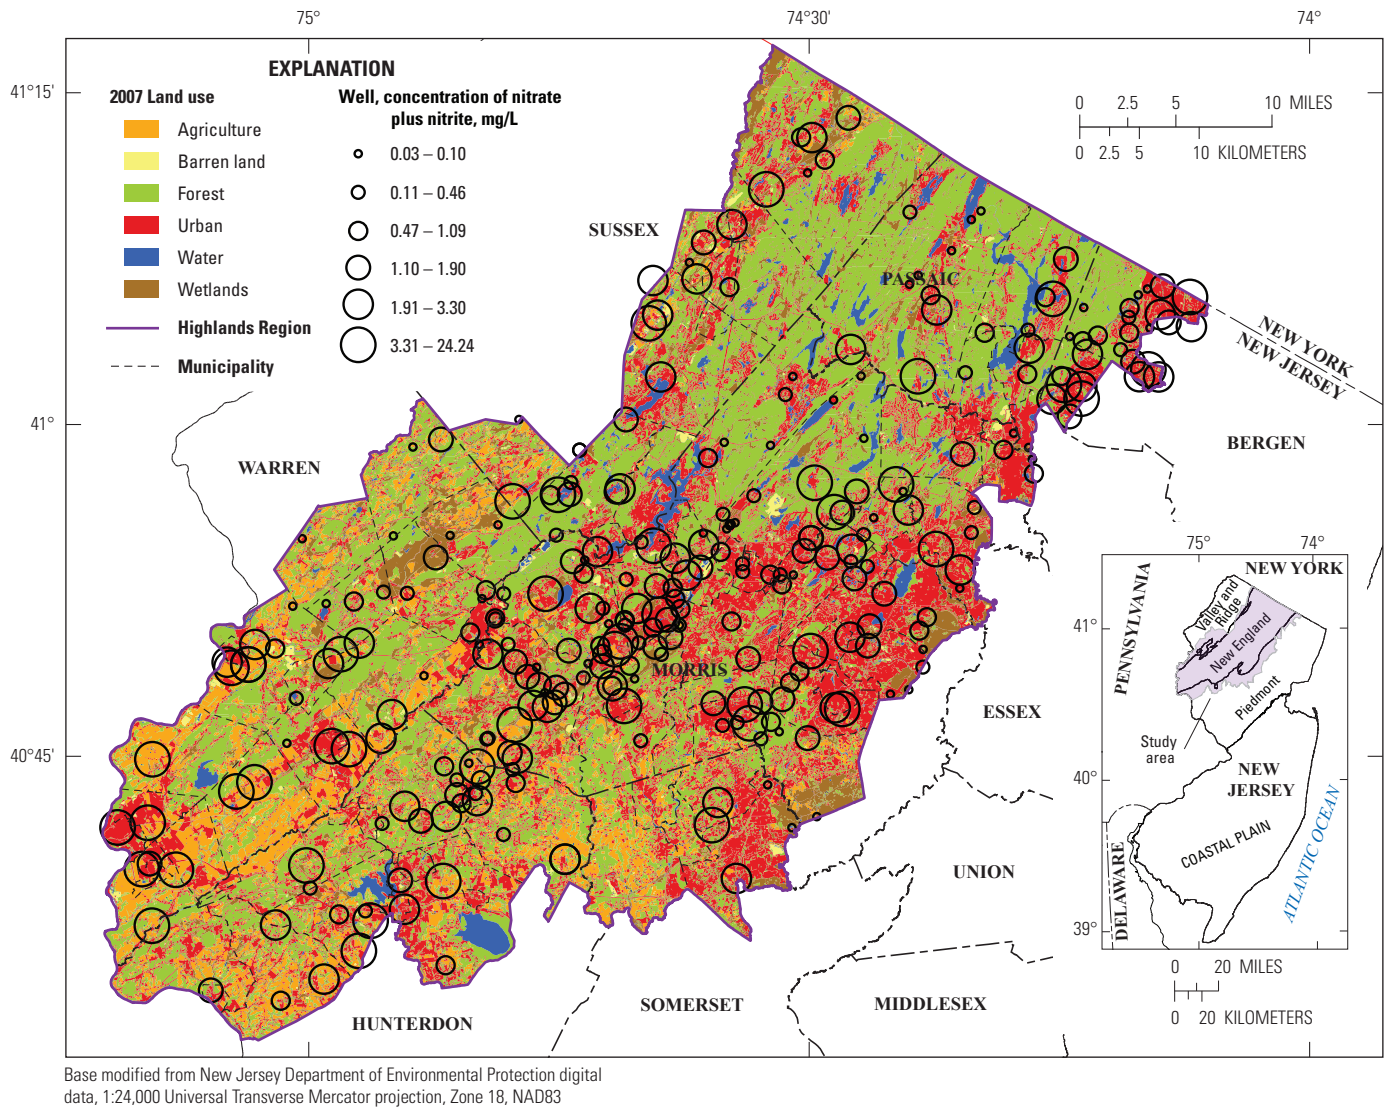 75°
74°30'
74°
41°15'
41°
40°45'
EXPLANATION
2007 Land use
Agriculture
Barren land
Forest
Urban
Water
Wetlands
Highlands Region
Municipality
Well, concentration of nitrate
plus nitrite, mg/L
0.03 – 0.10
0.11 – 0.46
0.47 – 1.09
1.10 – 1.90
1.91 – 3.30
3.31 – 24.24
0 2.5 5 10 MILES
0 2.5 5 10 KILOMETERS
SUSSEX
PASSAIC
NEW YORK
NEW JERSEY
BERGEN
WARREN
MORRIS
ESSEX
UNION
SOMERSET
MIDDLESEX
HUNTERDON
75°
74°
NEW YORK
PENNSYLVANIA
41°
Valley and
Ridge
New England
Piedmont
Study
area
40°
NEW
JERSEY
COASTAL PLAIN
ATLANTIC OCEAN
DELAWARE
39°
0 20 MILES
0 20 KILOMETERS
Base modified from New Jersey Department of Environmental Protection digital
data, 1:24,000 Universal Transverse Mercator projection, Zone 18, NAD83